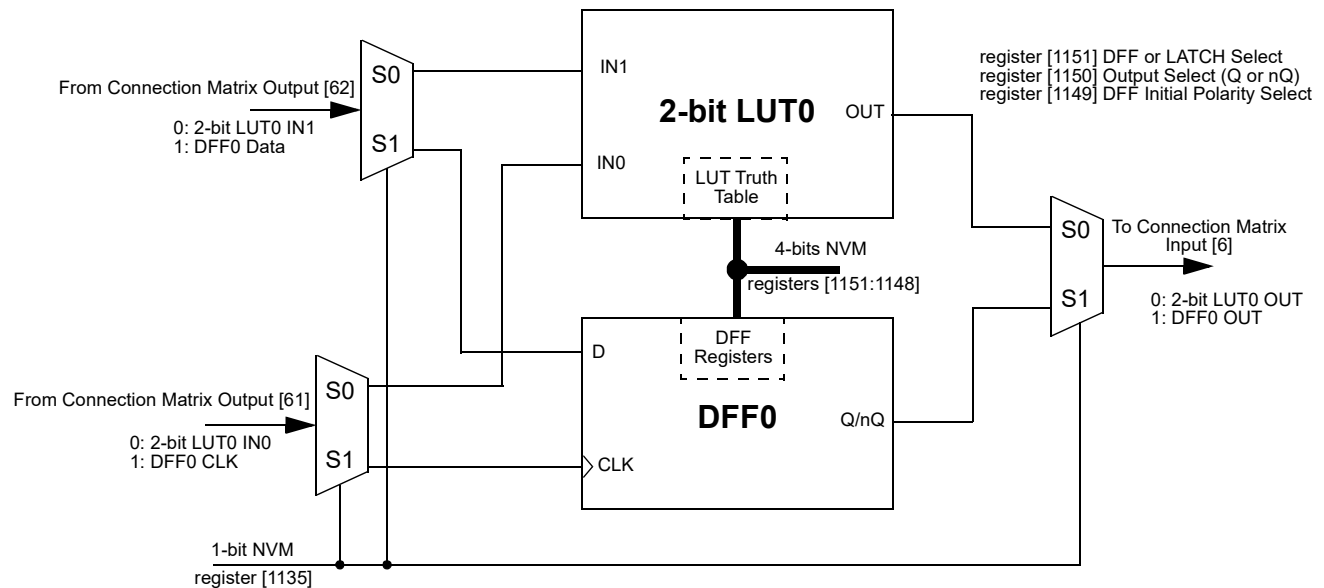 From Connection Matrix Output [62]
0: 2-bit LUT0 IN1
1: DFF0 Data
S0
S1
IN1
IN0
2-bit LUT0
OUT
LUT Truth
Table
register [1151] DFF or LATCH Select
register [1150] Output Select (Q or nQ)
register [1149] DFF Initial Polarity Select
4-bits NVM
registers [1151:1148]
S0
S1
To Connection Matrix
Input [6]
0: 2-bit LUT0 OUT
1: DFF0 OUT
From Connection Matrix Output [61]
0: 2-bit LUT0 IN0
1: DFF0 CLK
S0
S1
D
DFF
Registers
DFF0
Q/nQ
CLK
1-bit NVM
register [1135]